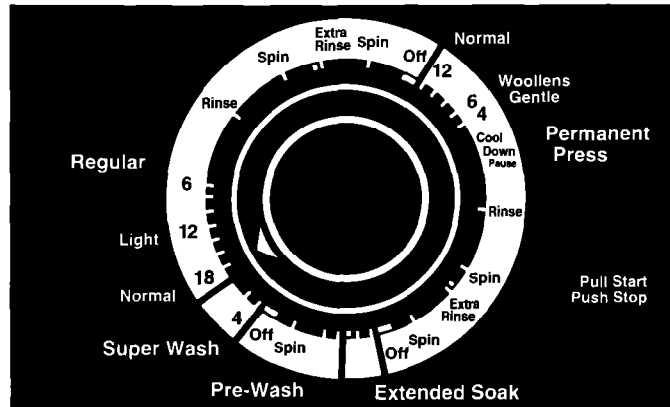 Normal
12
Woollens
Gentle
6
4
Permanent
Press
Cool
Down
Pause
Rinse
Spin
Extra
Rinse
Spin
Off
Pull Start
Push Stop
Extended Soak
Pre-Wash
Spin
Off
Super Wash
4
Normal
18
Light
12
Regular
6
Rinse
Spin
Extra
Rinse
Spin
Off